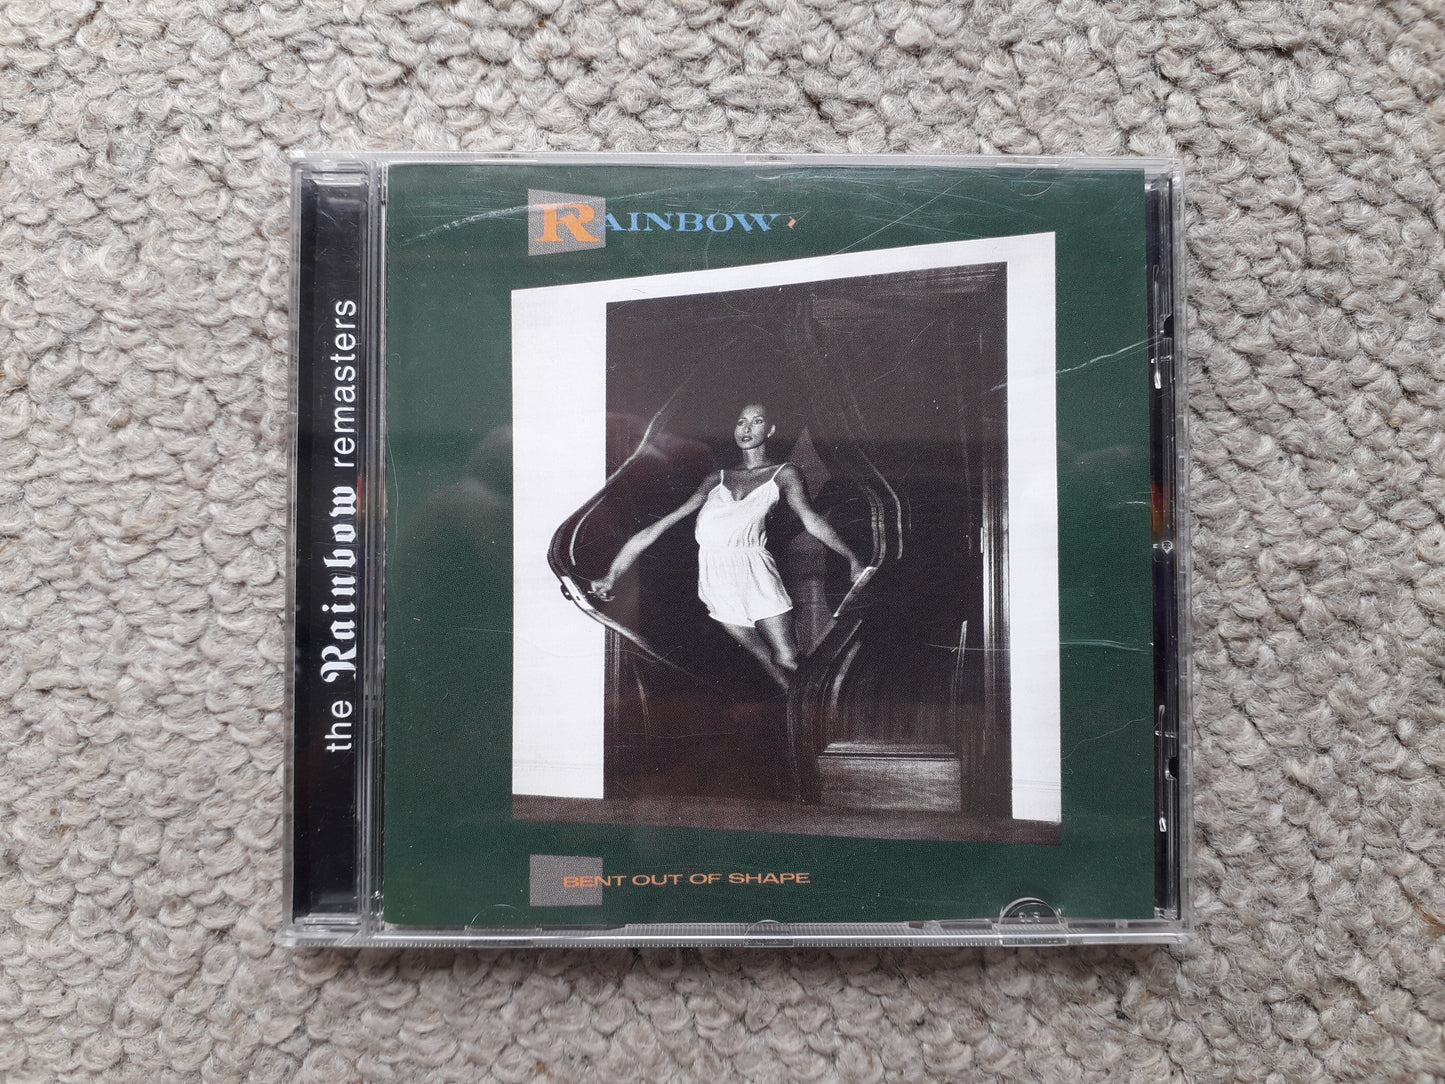 the Rainbow remasters
RAINBOW
BENT OUT OF SHAPE